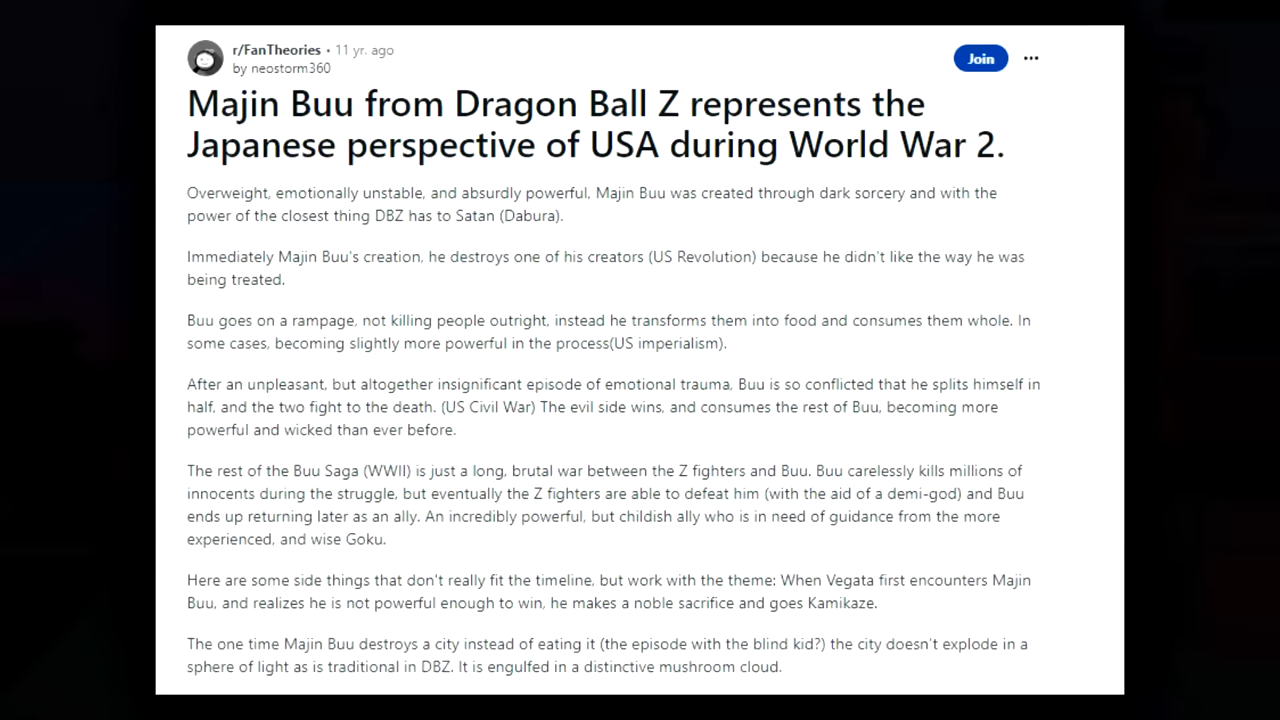 r/FanTheories • 11 yr. ago
by neostorm360
Join
Majin Buu from Dragon Ball Z represents the
Japanese perspective of USA during World War 2.
Overweight, emotionally unstable, and absurdly powerful, Majin Buu was created through dark sorcery and with the
power of the closest thing DBZ has to Satan (Dabura).
Immediately Majin Buu's creation, he destroys one of his creators (US Revolution) because he didn't like the way he was
being treated.
Buu goes on a rampage, not killing people outright, instead he transforms them into food and consumes them whole. In
some cases, becoming slightly more powerful in the process(US imperialism).
After an unpleasant, but altogether insignificant episode of emotional trauma, Buu is so conflicted that he splits himself in
half, and the two fight to the death. (US Civil War) The evil side wins, and consumes the rest of Buu, becoming more
powerful and wicked than ever before.
The rest of the Buu Saga (WWII) is just a long, brutal war between the Z fighters and Buu. Buu carelessly kills millions of
innocents during the struggle, but eventually the Z fighters are able to defeat him (with the aid of a demi-god) and Buu
ends up returning later as an ally. An incredibly powerful, but childish ally who is in need of guidance from the more
experienced, and wise Goku.
Here are some side things that don't really fit the timeline, but work with the theme: When Vegata first encounters Majin
Buu, and realizes he is not powerful enough to win, he makes a noble sacrifice and goes Kamikaze.
The one time Majin Buu destroys a city instead of eating it (the episode with the blind kid?) the city doesn't explode in a
sphere of light as is traditional in DBZ. It is engulfed in a distinctive mushroom cloud.